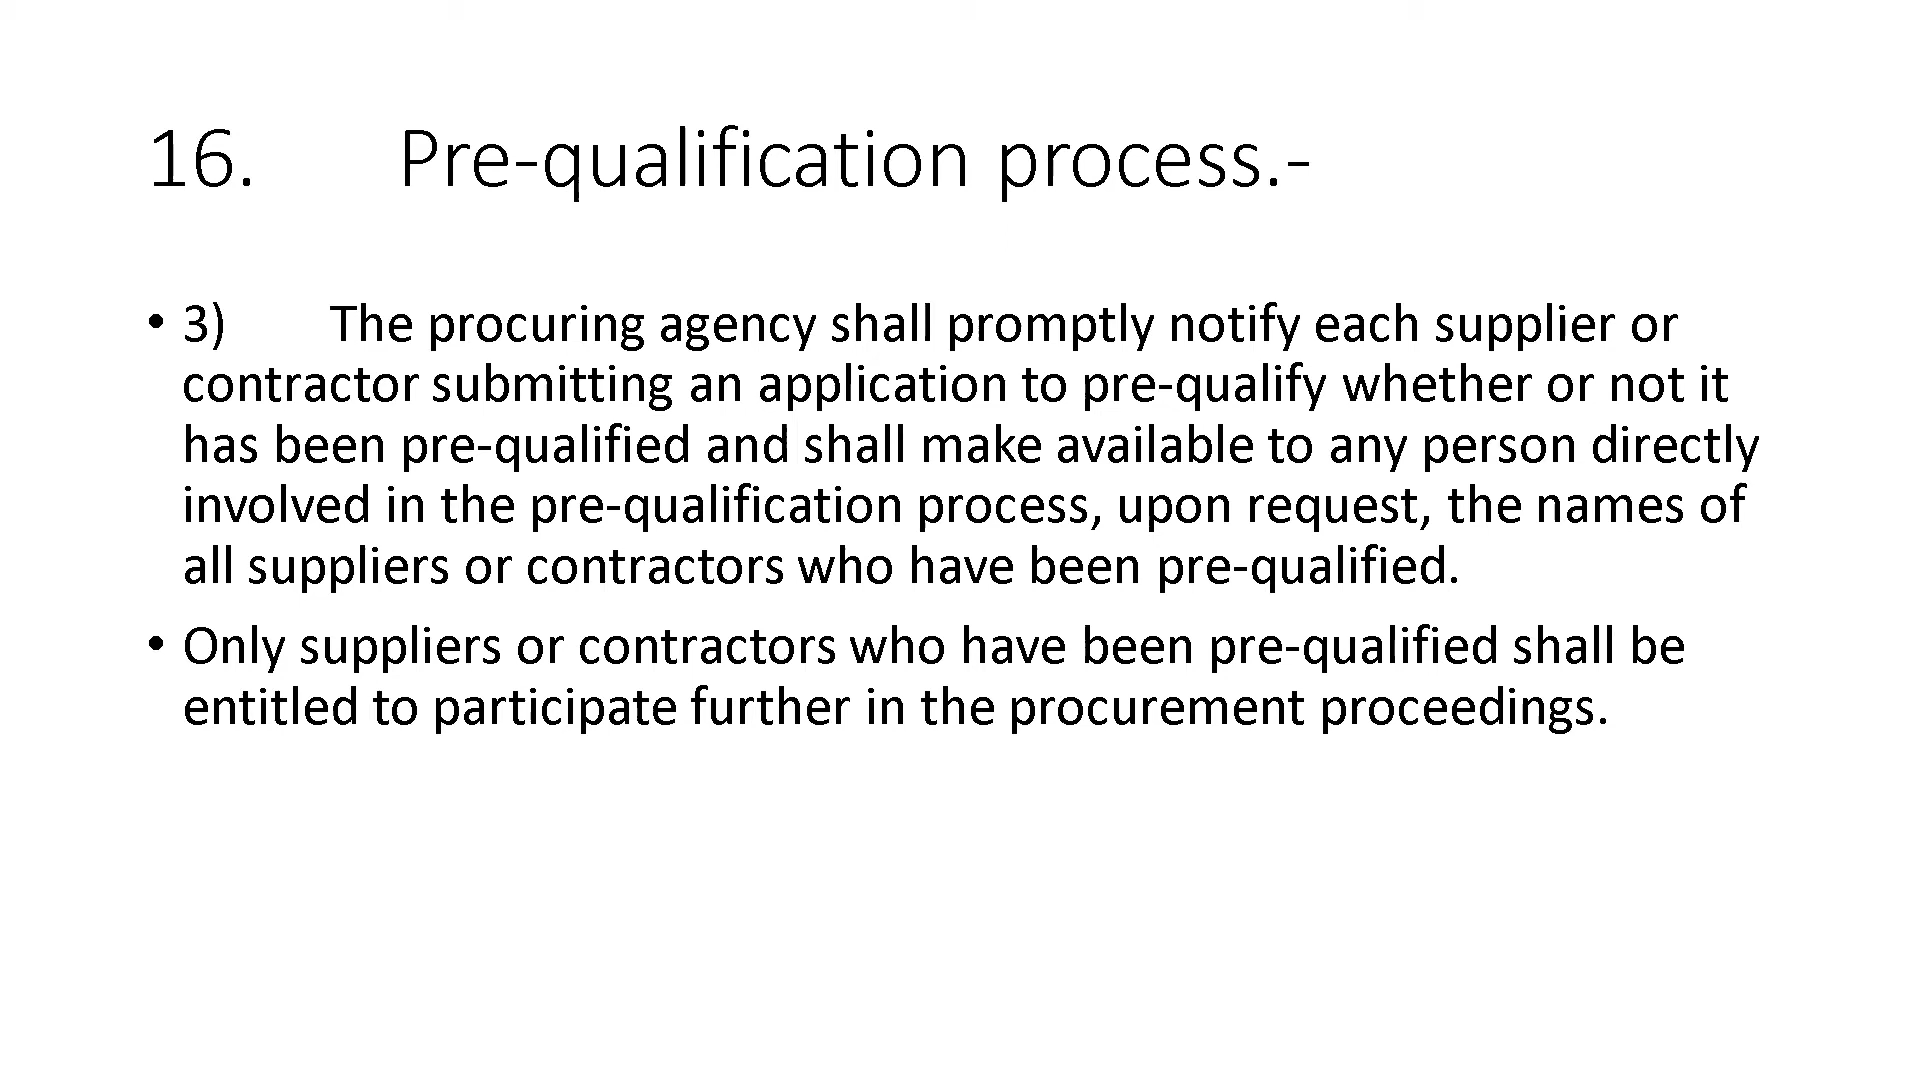 16. Pre-qualification process.-
• 3) The procuring agency shall promptly notify each supplier or
contractor submitting an application to pre-qualify whether or not it
has been pre-qualified and shall make available to any person directly
involved in the pre-qualification process, upon request, the names of
all suppliers or contractors who have been pre-qualified.
• Only suppliers or contractors who have been pre-qualified shall be
entitled to participate further in the procurement proceedings.